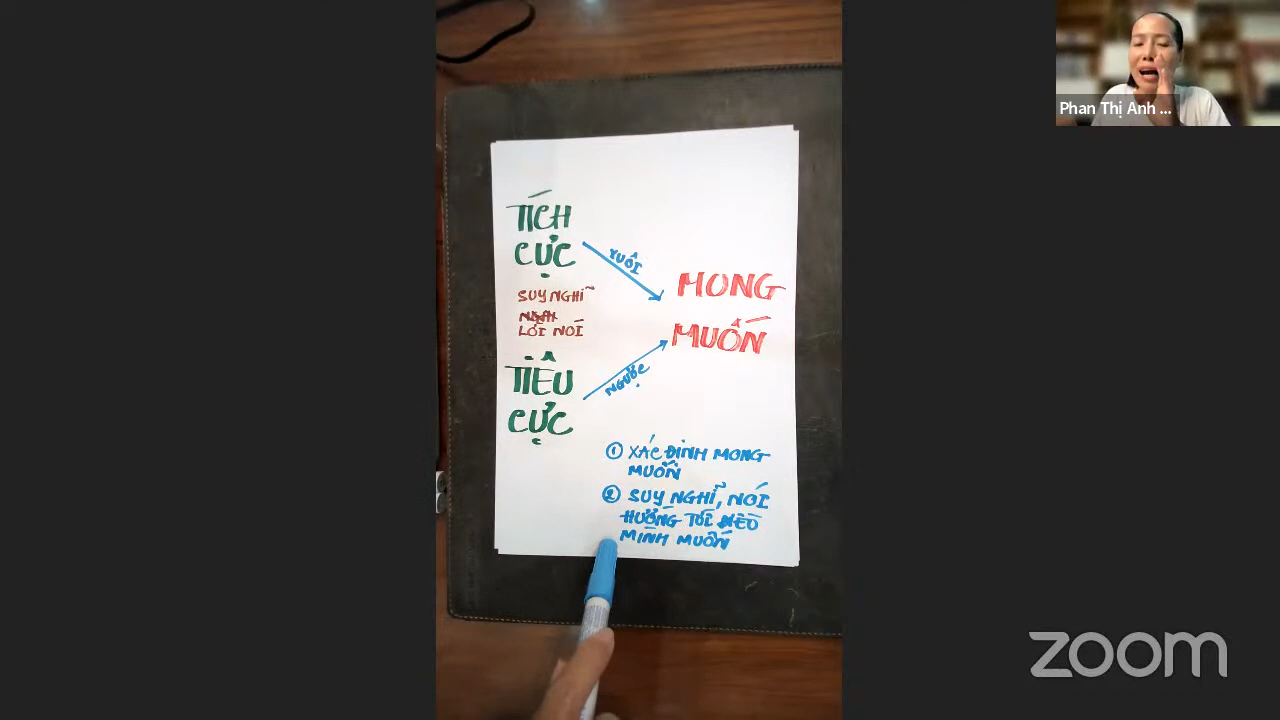 Phan Thị Anh ...
TÍCH
CỰC
XUÔI
MONG
MUỐN
SUY NGHĨ
LỜI NÓI
TIÊU
CỰC
NGƯỢC
① XÁC ĐỊNH MONG
MUỐN
② SUY NGHĨ, NÓI
HƯỚNG TỚI
MÌNH MUỐN
zoom